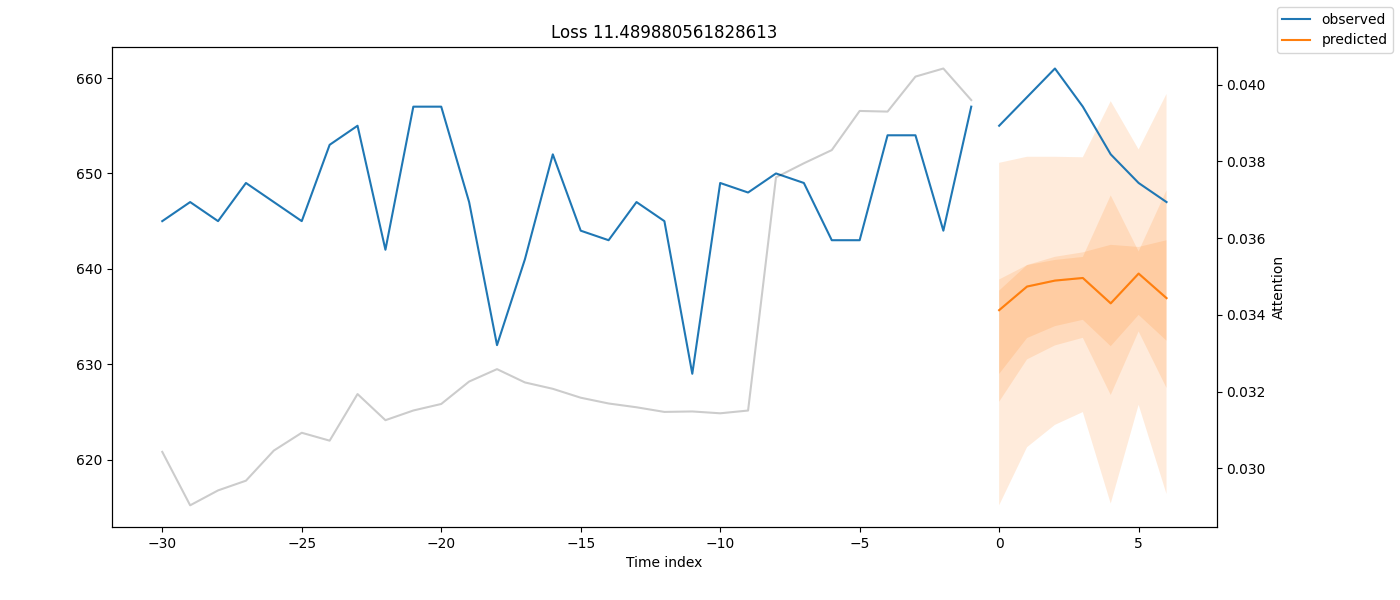 Loss 11.489880561828613
observed
predicted
660
650
640
630
620
0.040
0.038
0.036
0.034
0.032
0.030
Attention
−30 −25 −20 −15 −10 −5 0 5
Time index